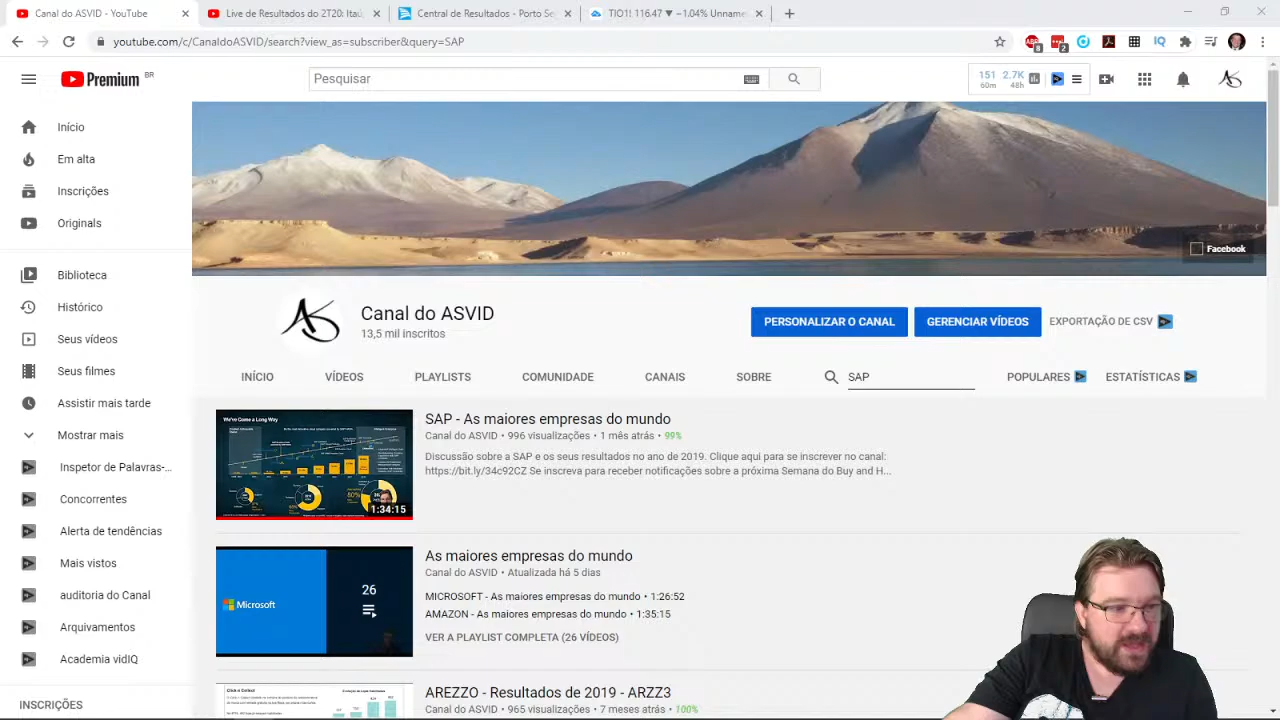 Canal do ASVID - YouTube
Live de Resultados do 2T20: Itaú,
Central de Resultados - Porto Se
TIO1! 119.47 ▼ −1.04% Unname
youtube.com/c/CanaldoASVID/search?view_as=subscriber&query=SAP
8
2
IQ
Premium BR
Pesquisar
151 2.7K
60m 48h
Início
Em alta
Inscrições
Originals
Biblioteca
Histórico
Seus vídeos
Seus filmes
Assistir mais tarde
Mostrar mais
Inspetor de Palavras-...
Concorrentes
Alerta de tendências
Mais vistos
auditoria do Canal
Arquivamentos
Academia vidIQ
INSCRIÇÕES
Facebook
Canal do ASVID
13,5 mil inscritos
PERSONALIZAR O CANAL
GERENCIAR VÍDEOS
EXPORTAÇÃO DE CSV
INÍCIO
VÍDEOS
PLAYLISTS
COMUNIDADE
CANAIS
SOBRE
SAP
POPULARES
ESTATÍSTICAS
We've Come a Long Way
1:34:15
SAP - As maiores empresas do mundo
Canal do ASVID • 996 visualizações • 1 mês atrás • 99%
Discussão sobre a SAP e os seus resultados no ano de 2019. Clique aqui para se inscrever no canal:
https://bit.ly/34c92CZ Se inscreva para receber notificações sobre a próxima Semana do Buy and H...
Microsoft
26
As maiores empresas do mundo
Canal do ASVID • Atualizada há 5 dias
MICROSOFT - As maiores empresas do mundo • 1:26:52
AMAZON - As maiores empresas do mundo • 1:35:15
VER A PLAYLIST COMPLETA (26 VÍDEOS)
AREZZO - Resultados de 2019 - ARZZ3
Canal do ASVID • 965 visualizações • 7 meses atrás • 100%